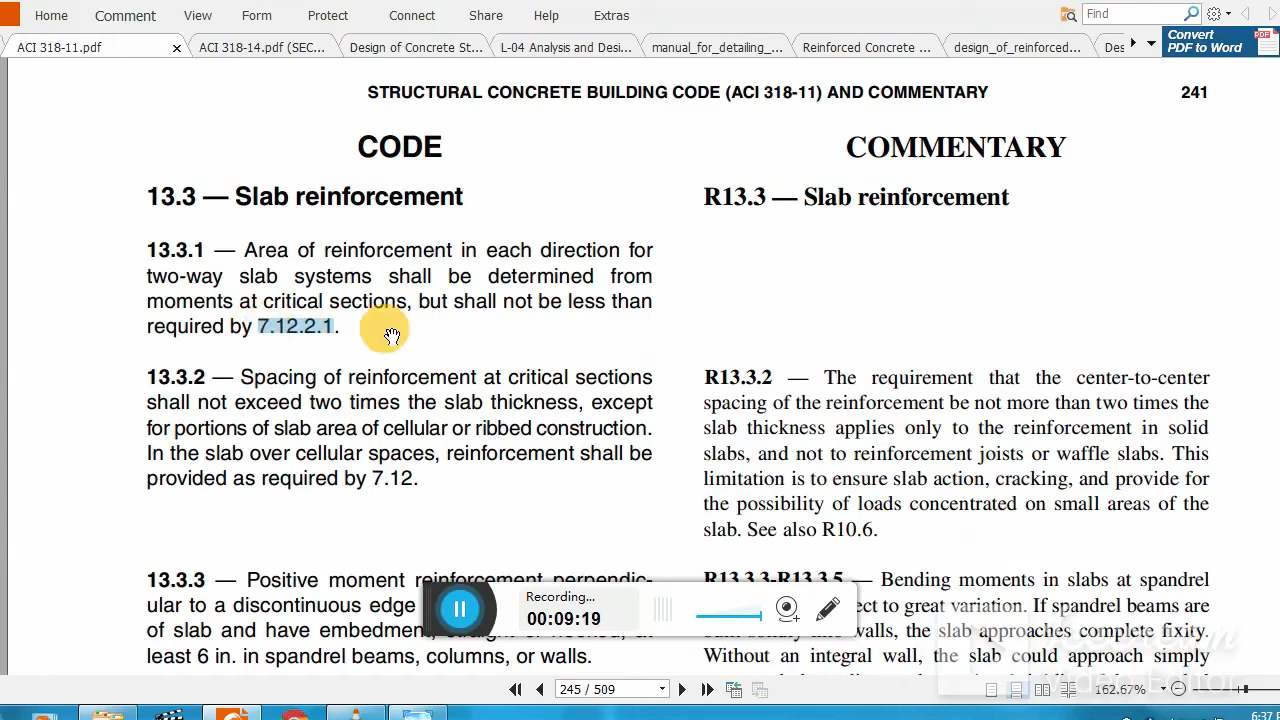 Home Comment View Form Protect Connect Share Help Extras Find
ACI 318-11.pdf × ACI 318-14.pdf (SEC... Design of Concrete St... L-04 Analysis and Desi... manual_for_detailing_... Reinforced Concrete ... design_of_reinforced... Des Convert
PDF to Word
STRUCTURAL CONCRETE BUILDING CODE (ACI 318-11) AND COMMENTARY 241
CODE
13.3 — Slab reinforcement
13.3.1 — Area of reinforcement in each direction for
two-way slab systems shall be determined from
moments at critical sections, but shall not be less than
required by 7.12.2.1.
13.3.2 — Spacing of reinforcement at critical sections
shall not exceed two times the slab thickness, except
for portions of slab area of cellular or ribbed construction.
In the slab over cellular spaces, reinforcement shall be
provided as required by 7.12.
13.3.3 — Positive moment reinforcement perpendic-
ular to a discontinuous edge
of slab and have embedment,
least 6 in. in spandrel beams, columns, or walls.
COMMENTARY
R13.3 — Slab reinforcement
R13.3.2 — The requirement that the center-to-center
spacing of the reinforcement be not more than two times the
slab thickness applies only to the reinforcement in solid
slabs, and not to reinforcement joists or waffle slabs. This
limitation is to ensure slab action, cracking, and provide for
the possibility of loads concentrated on small areas of the
slab. See also R10.6.
R13.3.3-R13.3.5 — Bending moments in slabs at spandrel
to great variation. If spandrel beams are
walls, the slab approaches complete fixity.
Without an integral wall, the slab could approach simply
Recording...
00:09:19
Video Editor
245 / 509 162.67%